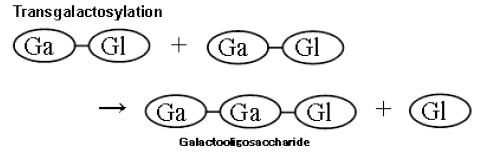 Transgalactosylation
Ga Gl + Ga Gl
→ Ga Ga Gl + Gl
Galactooligosaccharide